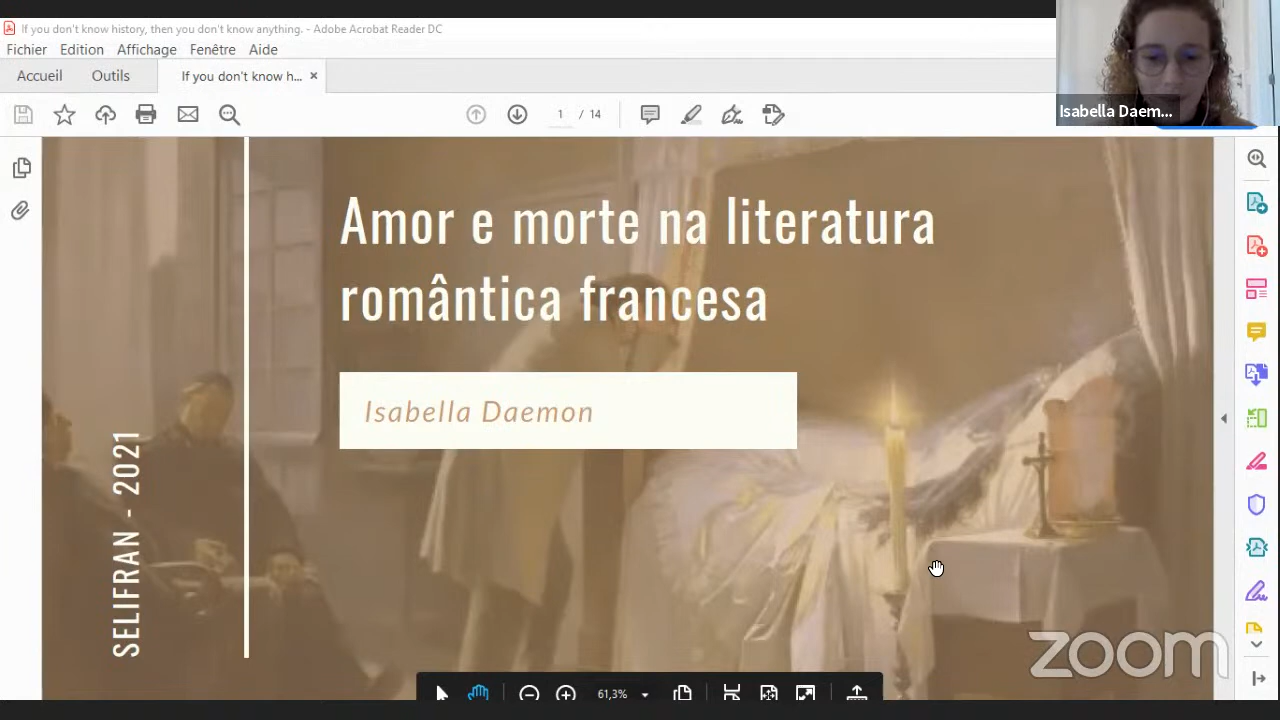 If you don't know history, then you don't know anything. - Adobe Acrobat Reader DC
Fichier Edition Affichage Fenêtre Aide
Accueil Outils If you don't know h... ×
1 / 14
Isabella Daem...
Amor e morte na literatura
romântica francesa
Isabella Daemon
SELIFRAN - 2021
61,3%
zoom